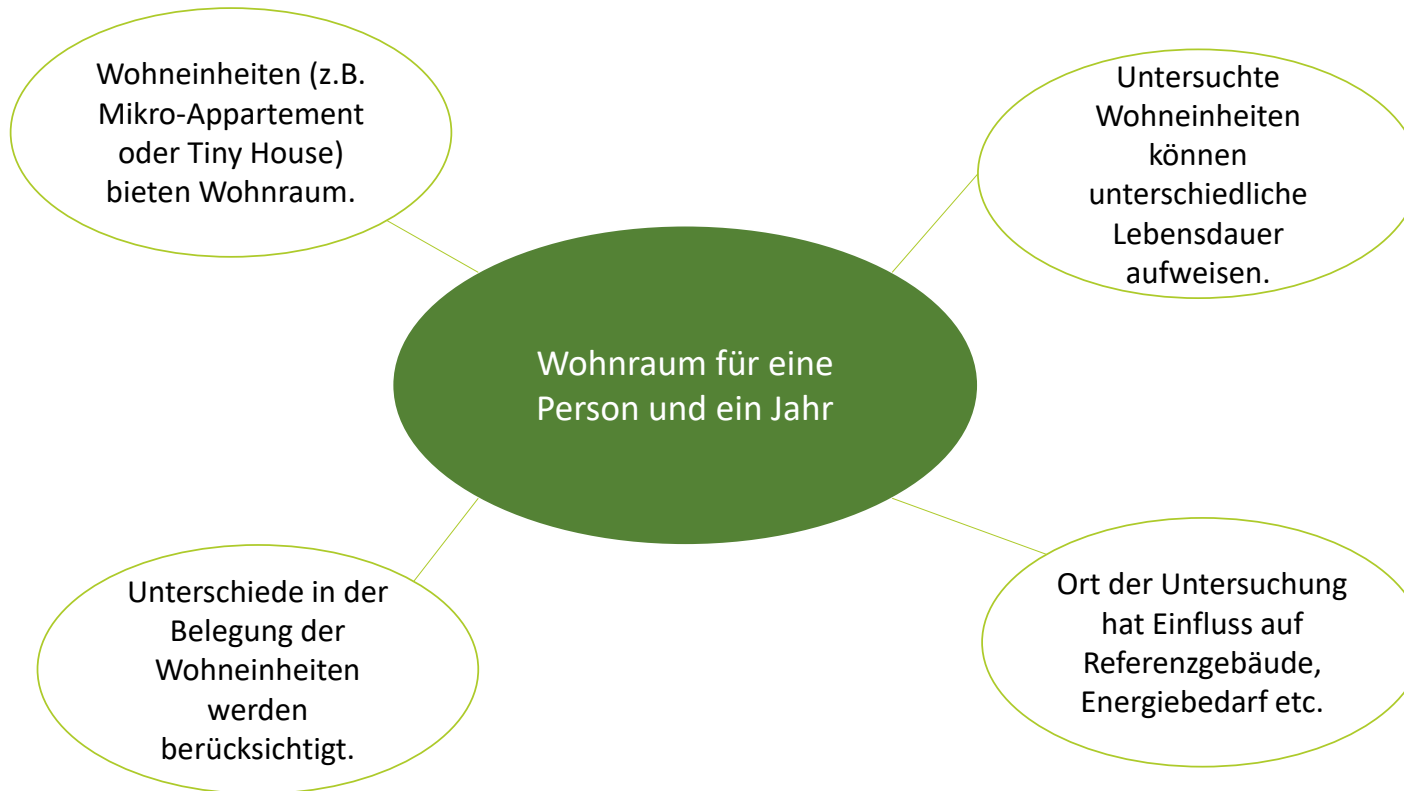 Wohneinheiten (z.B.
Mikro-Appartement
oder Tiny House)
bieten Wohnraum.
Untersuchte
Wohneinheiten
können
unterschiedliche
Lebensdauer
aufweisen.
Wohnraum für eine
Person und ein Jahr
Unterschiede in der
Belegung der
Wohneinheiten
werden
berücksichtigt.
Ort der Untersuchung
hat Einfluss auf
Referenzgebäude,
Energiebedarf etc.